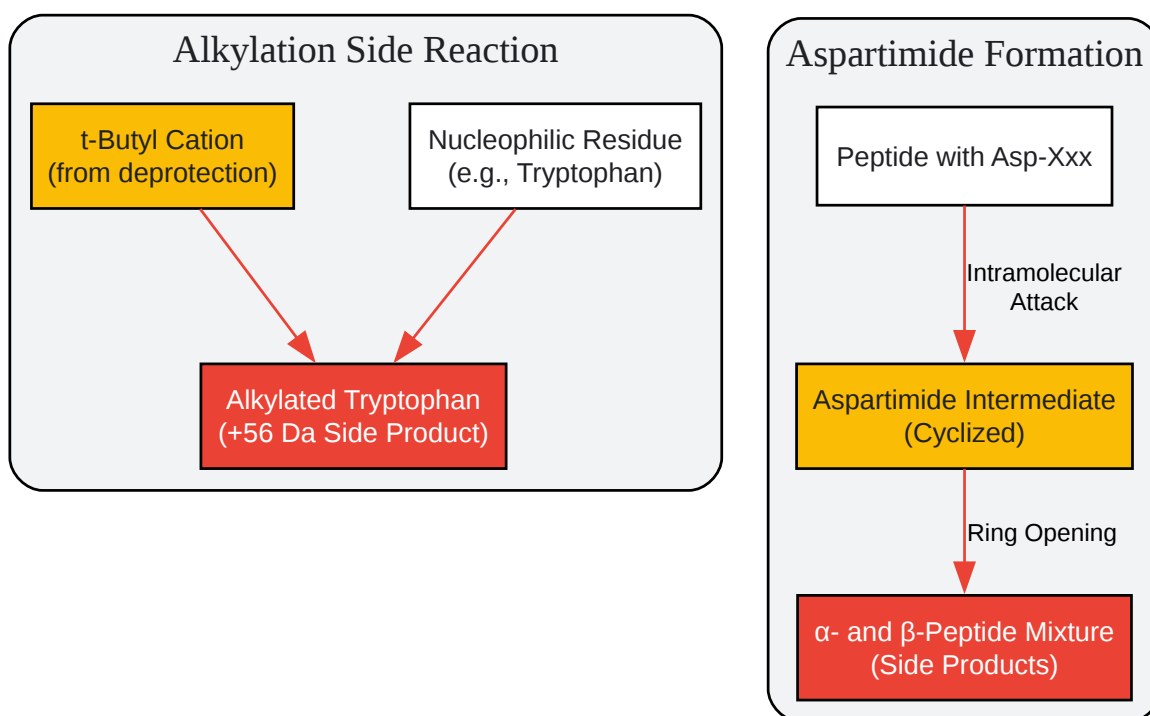 Alkylation Side Reaction
t-Butyl Cation
(from deprotection)
Nucleophilic Residue
(e.g., Tryptophan)
Alkylated Tryptophan
(+56 Da Side Product)
Aspartimide Formation
Peptide with Asp-Xxx
Intramolecular
Attack
Aspartimide Intermediate
(Cyclized)
Ring Opening
α- and β-Peptide Mixture
(Side Products)